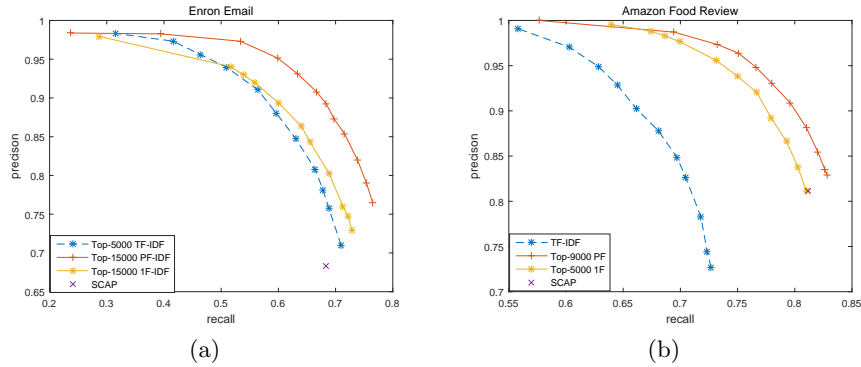 Enron Email
1
0.95
0.9
0.85
0.8
0.75
0.7
0.65
0.2 0.3 0.4 0.5 0.6 0.7 0.8
precison
recall
Top-5000 TF-IDF
Top-15000 PF-IDF
Top-15000 1F-IDF
SCAP
(a)
Amazon Food Review
1
0.95
0.9
0.85
0.8
0.75
0.7
0.55 0.6 0.65 0.7 0.75 0.8 0.85
precison
recall
TF-IDF
Top-9000 PF
Top-5000 1F
SCAP
(b)